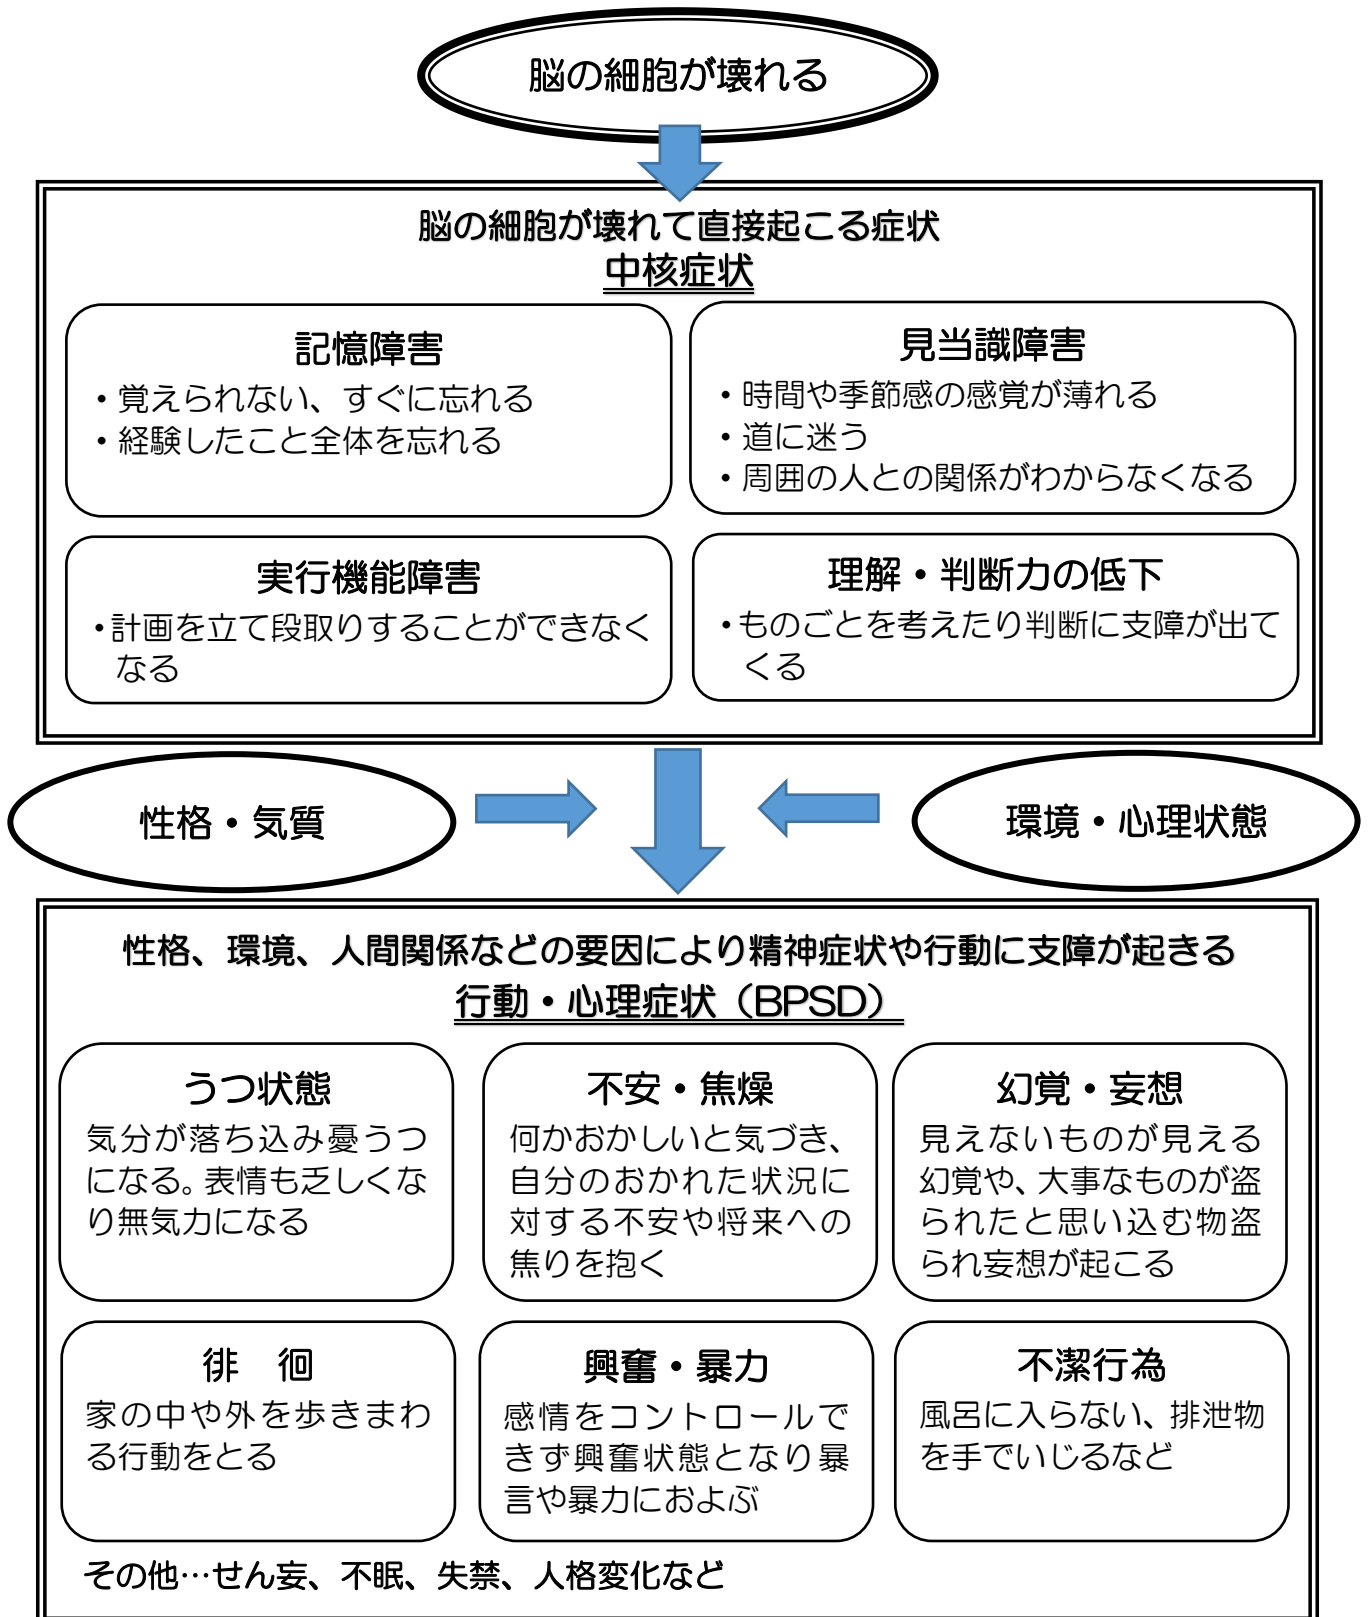 脳の細胞が壊れる
脳の細胞が壊れて直接起こる症状
中核症状
記憶障害
・覚えられない、すぐに忘れる
・経験したこと全体を忘れる
見当識障害
・時間や季節感の感覚が薄れる
・道に迷う
・周囲の人との関係がわからなくなる
実行機能障害
・計画を立て段取りすることができなく
なる
理解・判断力の低下
・ものごとを考えたり判断に支障が出て
くる
性格・気質
環境・心理状態
性格、環境、人間関係などの要因により精神症状や行動に支障が起きる
行動・心理症状（BPSD）
うつ状態
気分が落ち込み憂うつ
になる。表情も乏しくな
り無気力になる
不安・焦燥
何かおかしいと気づき、
自分のおかれた状況に
対する不安や将来への
焦りを抱く
幻覚・妄想
見えないものが見える
幻覚や、大事なものが盗
られたと思い込む物盗
られ妄想が起こる
徘　徊
家の中や外を歩きまわ
る行動をとる
興奮・暴力
感情をコントロールで
きず興奮状態となり暴
言や暴力におよぶ
不潔行為
風呂に入らない、排泄物
を手でいじるなど
その他…せん妄、不眠、失禁、人格変化など